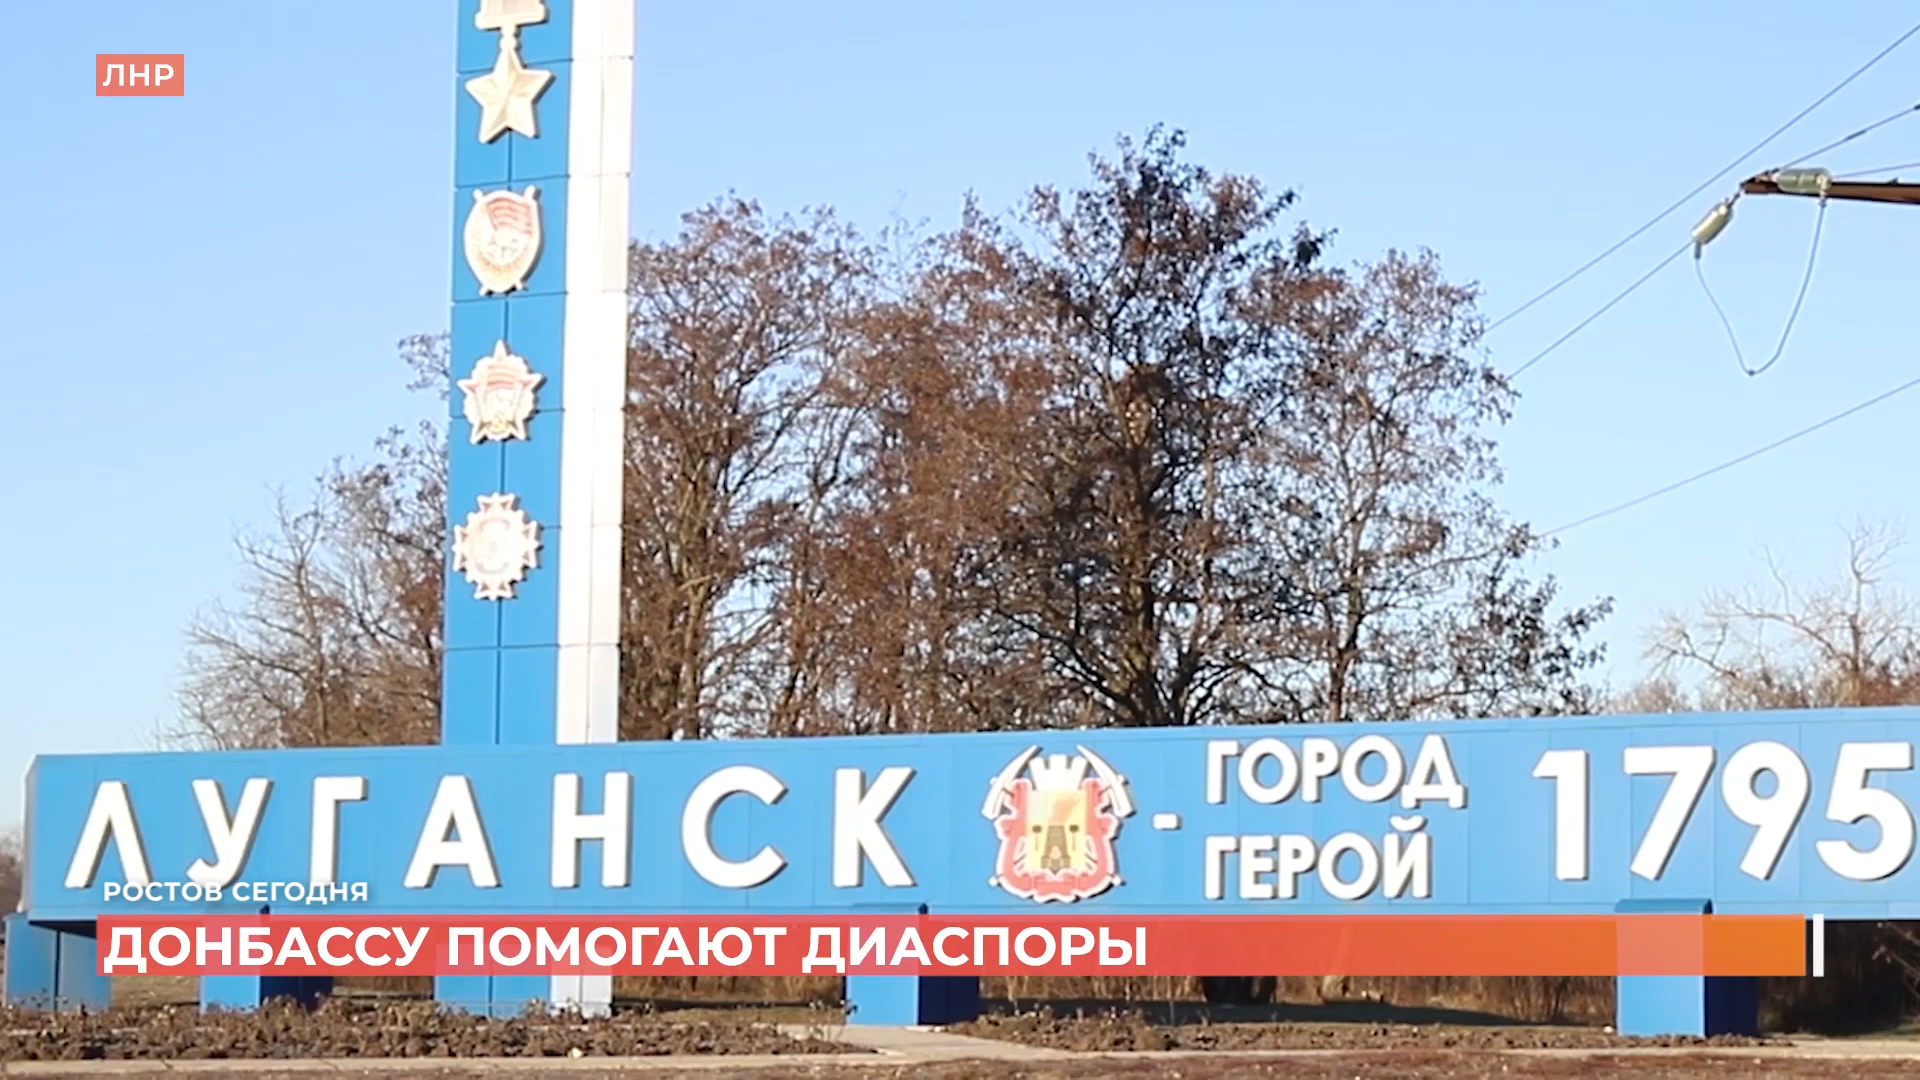 ЛНР
ЛУГАНСК - ГОРОД ГЕРОЙ 1795
РОСТОВ СЕГОДНЯ
ДОНБАССУ ПОМОГАЮТ ДИАСПОРЫ